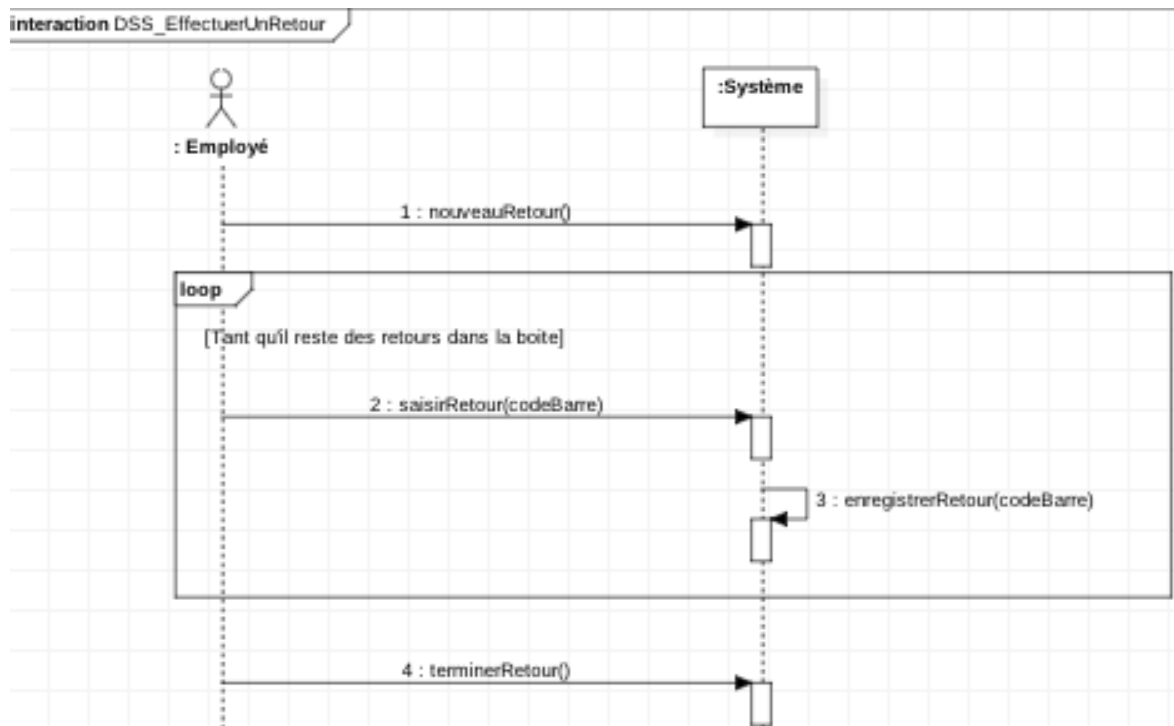 interaction DSS_EffectuerUnRetour
: Employé
:Système
1 : nouveauRetour()
loop
[Tant qu'il reste des retours dans la boite]
2 : saisirRetour(codeBarre)
3 : enregistrerRetour(codeBarre)
4 : terminerRetour()